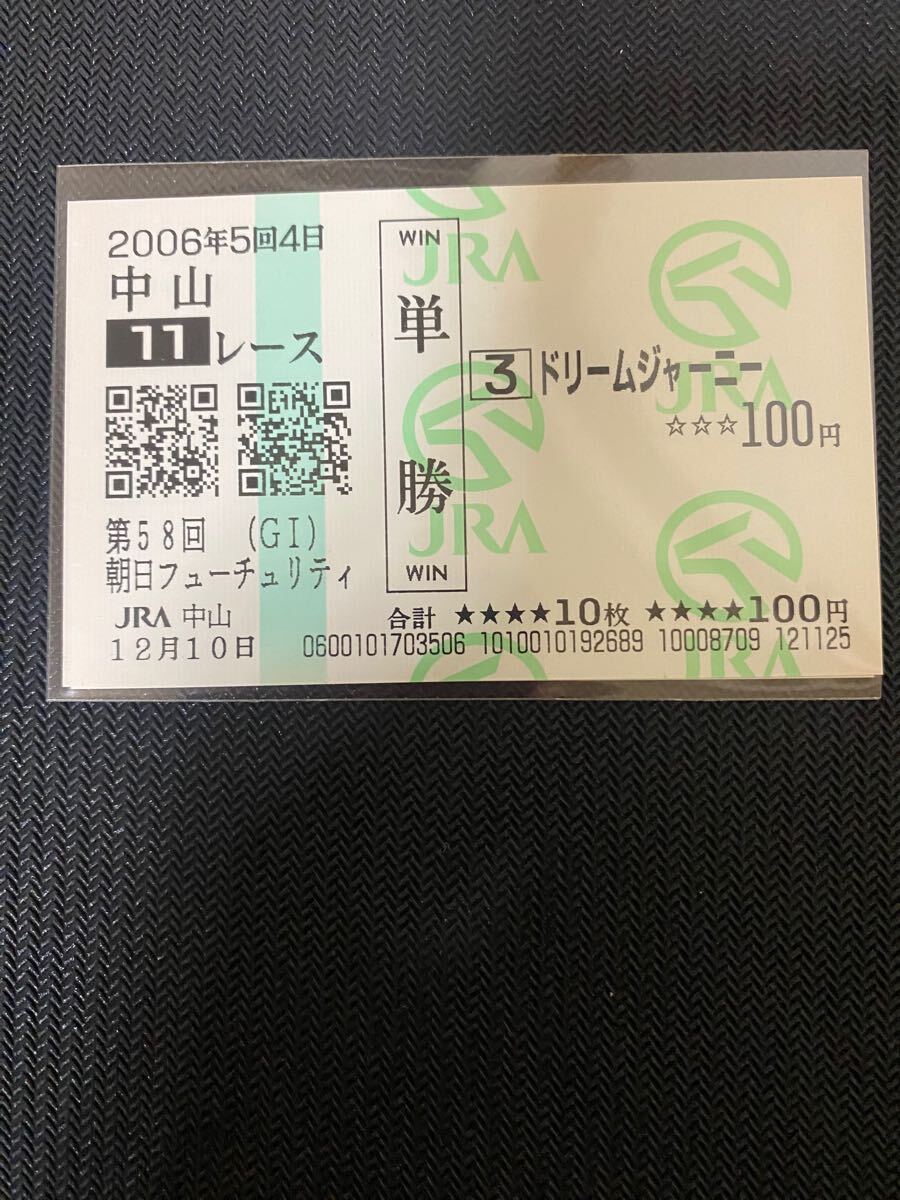 2006年5回4日
中山
11レース
第58回 (GI)
朝日フューチュリティ
JRA 中山
12月10日
WIN
単勝
WIN
3 ドリームジャーニー
☆☆☆100円
合計 ★★★★10枚 ★★★★100円
0600101703506 1010010192689 10008709 121125
JRA
JRA
JRA
JRA